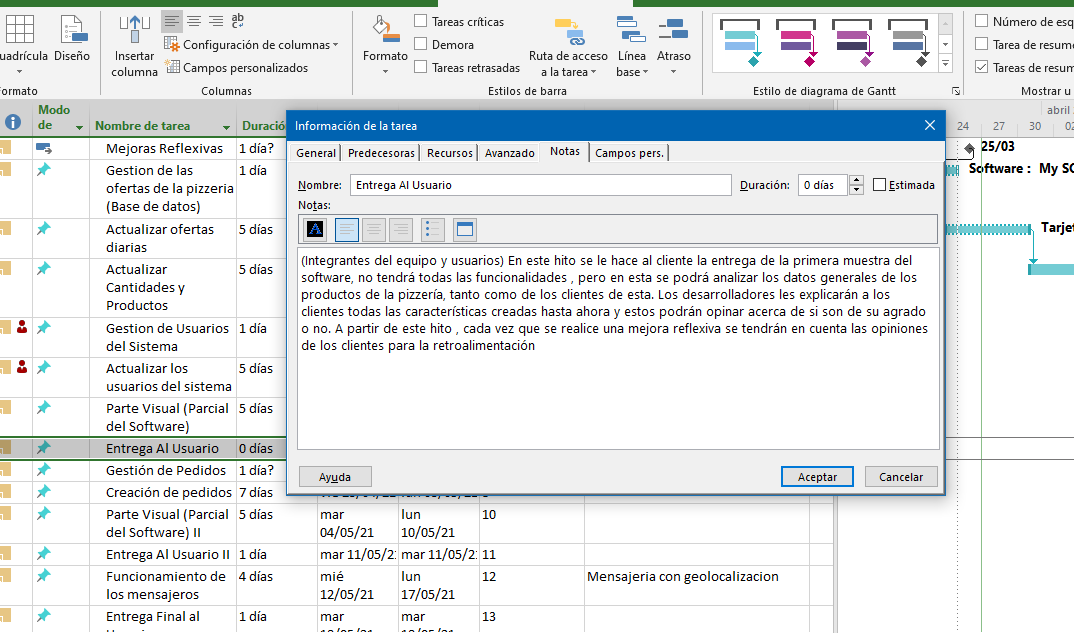 Insertar
columna
ab
Configuración de columnas
Campos personalizados
Columnas
Diseño
Formato
Tareas críticas
Demora
Tareas retrasadas
Ruta de acceso
a la tarea
Línea
base
Atraso
Estilos de barra
Estilo de diagrama de Gantt
Número de esq
Tarea de resum
Tareas de resum
Mostrar u
Modo
de
Nombre de tarea
Duració
abril
24 27 30 02
25/03
Software : My SQ
Tarjet
Información de la tarea
General
Predecesoras
Recursos
Avanzado
Notas
Campos pers.
Nombre: Entrega Al Usuario
Duración: 0 días
Estimada
Notas:
A
(Integrantes del equipo y usuarios) En este hito se le hace al cliente la entrega de la primera muestra del
software, no tendrá todas las funcionalidades , pero en esta se podrá analizar los datos generales de los
productos de la pizzería, tanto como de los clientes de esta. Los desarrolladores les explicarán a los
clientes todas las características creadas hasta ahora y estos podrán opinar acerca de si son de su agrado
o no. A partir de este hito , cada vez que se realice una mejora reflexiva se tendrán en cuenta las opiniones
de los clientes para la retroalimentación
Ayuda
Aceptar
Cancelar
Mejoras Reflexivas 1 día?
Gestion de las 1 día
ofertas de la pizzeria
(Base de datos)
Actualizar ofertas 5 días
diarias
Actualizar 5 días
Cantidades y
Productos
Gestion de Usuarios 1 día
del Sistema
Actualizar los 5 días
usuarios del sistema
Parte Visual (Parcial 5 días
del Software)
Entrega Al Usuario 0 días
Gestión de Pedidos 1 día?
Creación de pedidos 7 días
Parte Visual (Parcial 5 días mar lun 10
del Software) II 04/05/21 10/05/21
Entrega Al Usuario II 1 día mar 11/05/2 mar 11/05/2 11
Funcionamiento de 4 días mié lun 12 Mensajeria con geolocalizacion
los mensajeros 12/05/21 17/05/21
Entrega Final al 1 día mar mar 13